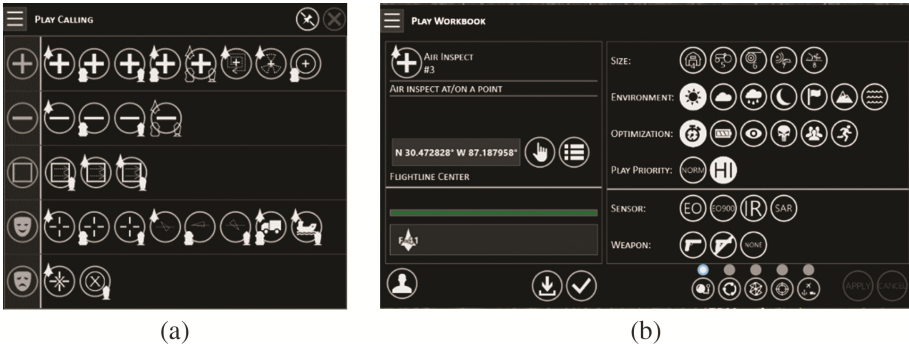 PLAY CALLING
PLAY WORKBOOK
AIR INSPECT
#3
AIR INSPECT AT/ON A POINT
N 30.472828° W 87.187958°
FLIGHTLINE CENTER
SIZE:
ENVIRONMENT:
OPTIMIZATION:
PLAY PRIORITY: NORM HI
SENSOR: EO EO900 IR SAR
WEAPON: NONE
APPLY CANCEL
(a)
(b)